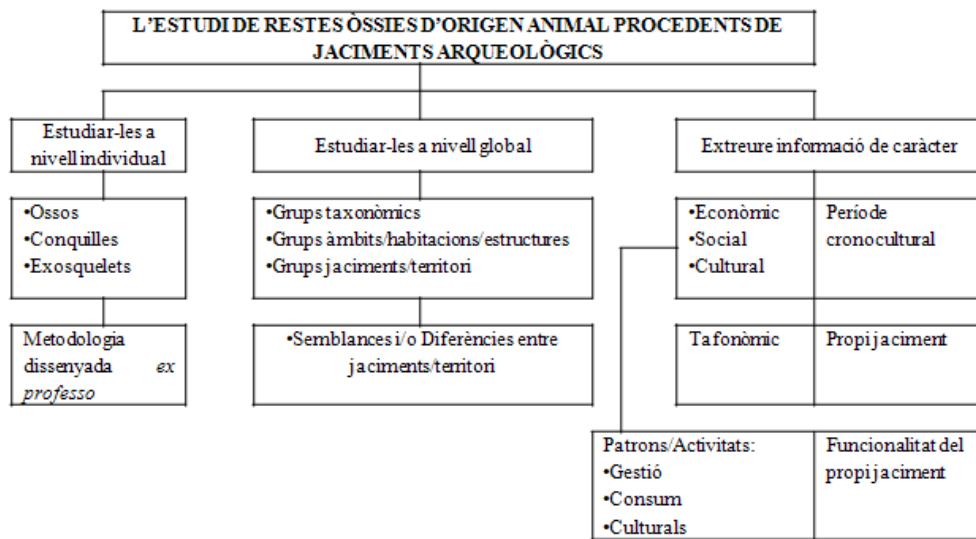 L'ESTUDI DE RESTES ÒSSIES D'ORIGEN ANIMAL PROCEDENTS DE
JACIMENTS ARQUEOLÒGICS
Estudiar-les a
nivell individual
Estudiar-les a nivell global
Extreure informació de caràcter
•Ossos
•Conquilles
•Exosquelets
•Grups taxonòmics
•Grups àmbits/habitacions/estructures
•Grups jaciments/territori
•Econòmic
•Social
•Cultural
Període
cronocultural
Metodologia
dissenyada ex
professo
•Semblances i/o Diferències entre
jaciments/territori
Tafonòmic
Propi jaciment
Patrons/Activitats:
•Gestió
•Consum
•Culturals
Funcionalitat del
propi jaciment